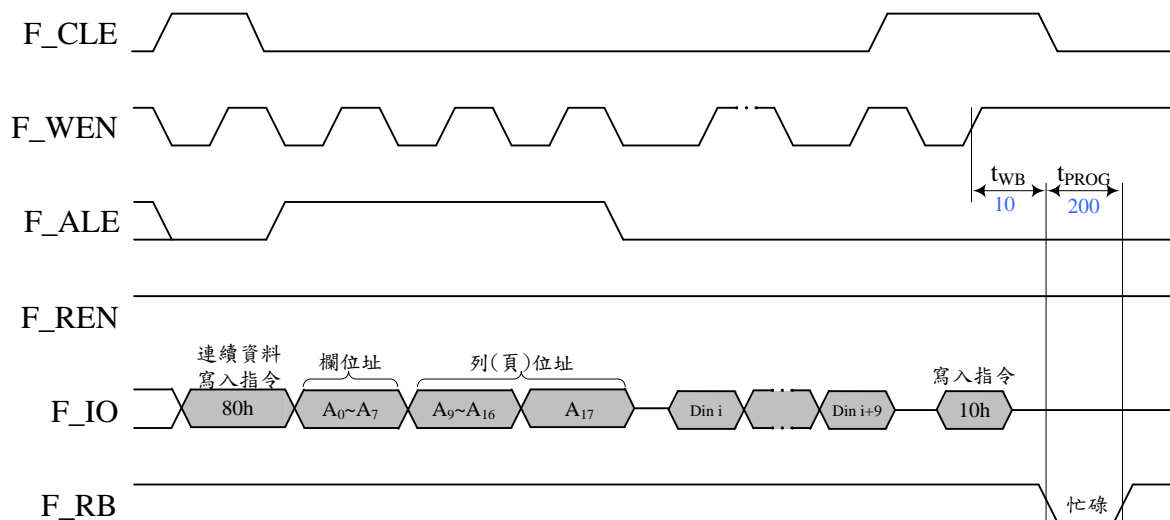 F_CLE
F_WEN
t_WB t_PROG
10 200
F_ALE
F_REN
連續資料 欄位址 列(頁)位址
寫入指令 寫入指令
F_IO 80h A₀~A₇ A₉~A₁₆ A₁₇ Din i Din i+9 10h
F_RB 忙碌